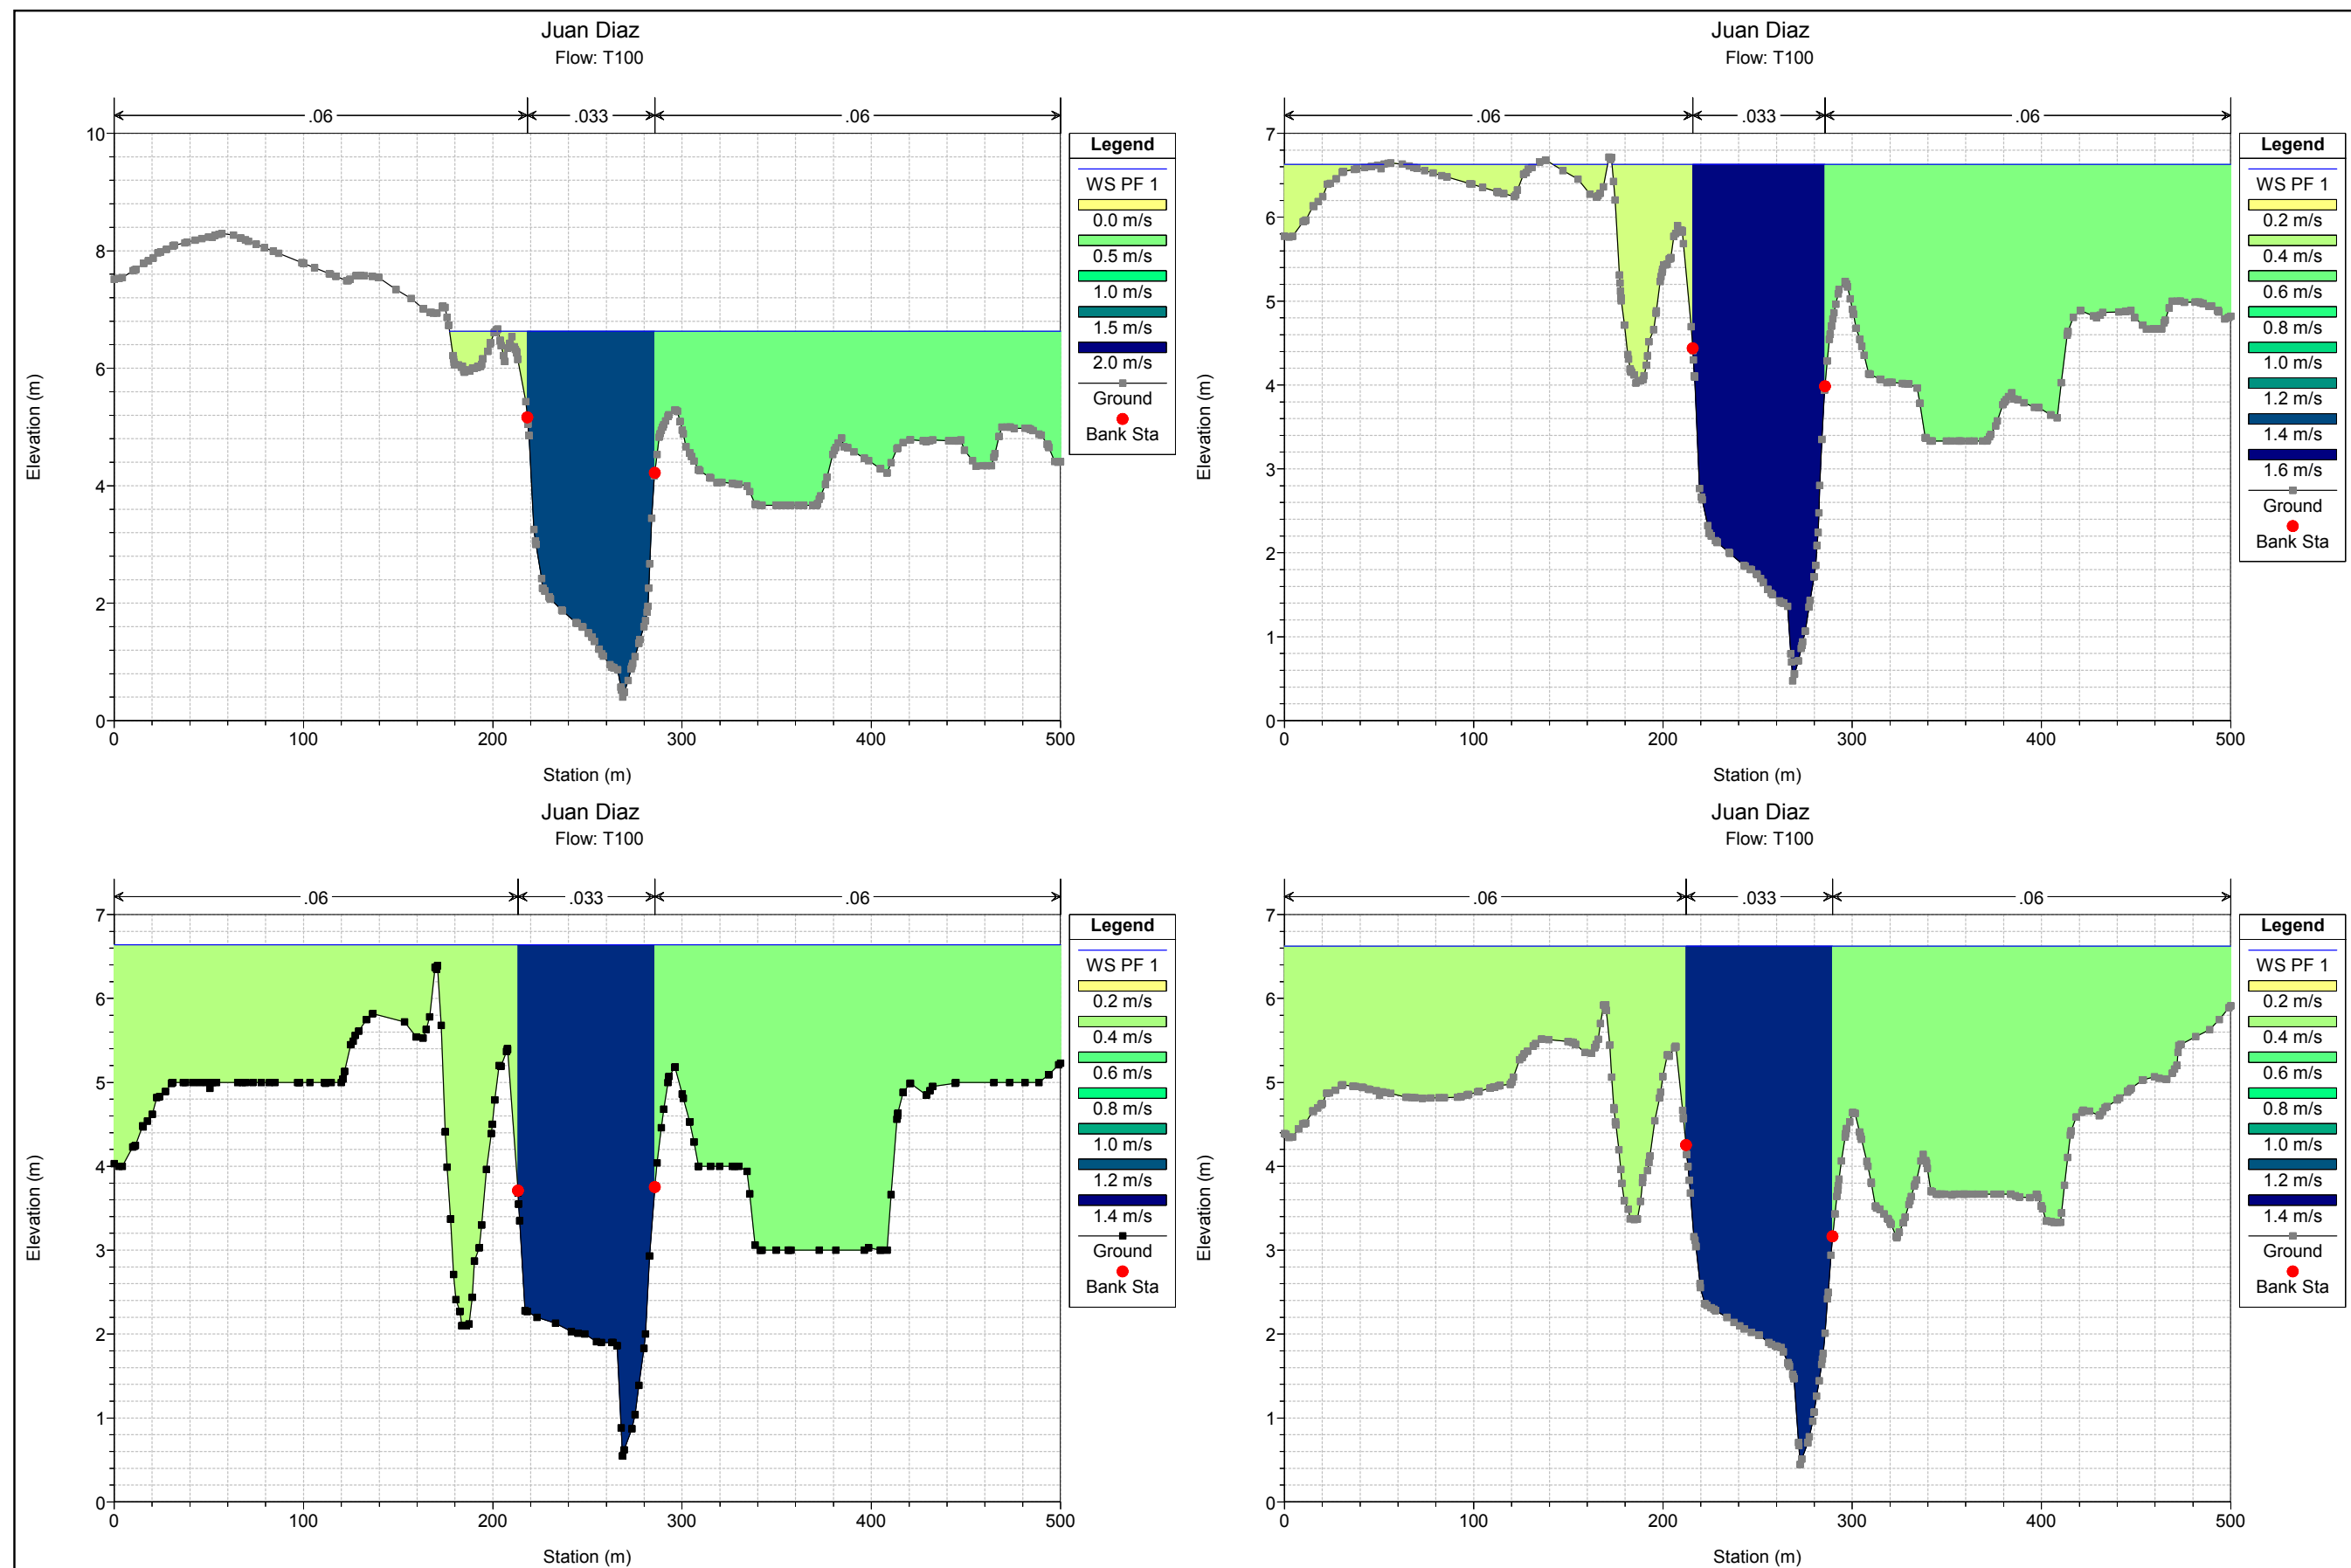 Juan Diaz
Flow: T100
.06
.033
.06
Legend
WS PF 1
0.0 m/s
0.5 m/s
1.0 m/s
1.5 m/s
2.0 m/s
Ground
Bank Sta
10
8
6
4
2
0
Elevation (m)
0
100
200
300
400
500
Station (m)
Juan Diaz
Flow: T100
.06
.033
.06
Legend
WS PF 1
0.2 m/s
0.4 m/s
0.6 m/s
0.8 m/s
1.0 m/s
1.2 m/s
1.4 m/s
1.6 m/s
Ground
Bank Sta
7
6
5
4
3
2
1
0
Elevation (m)
0
100
200
300
400
500
Station (m)
Juan Diaz
Flow: T100
.06
.033
.06
Legend
WS PF 1
0.2 m/s
0.4 m/s
0.6 m/s
0.8 m/s
1.0 m/s
1.2 m/s
1.4 m/s
Ground
Bank Sta
7
6
5
4
3
2
1
0
Elevation (m)
0
100
200
300
400
500
Station (m)
Juan Diaz
Flow: T100
.06
.033
.06
Legend
WS PF 1
0.2 m/s
0.4 m/s
0.6 m/s
0.8 m/s
1.0 m/s
1.2 m/s
1.4 m/s
Ground
Bank Sta
7
6
5
4
3
2
1
0
Elevation (m)
0
100
200
300
400
500
Station (m)